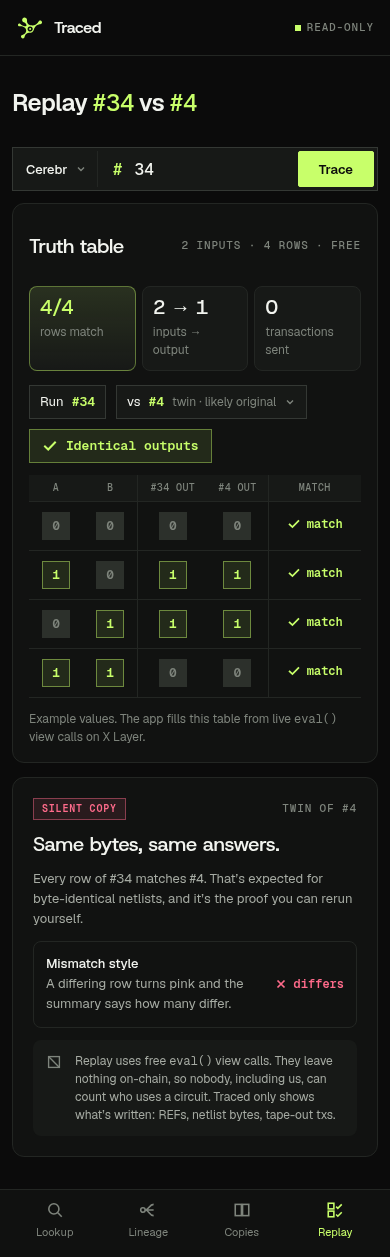 Traced
READ-ONLY
Replay #34 vs #4
Cerebr
# 34
Trace
Truth table
2 INPUTS · 4 ROWS · FREE
4/4
rows match
2 → 1
inputs →
output
0
transactions
sent
Run #34
vs #4 twin · likely original
Identical outputs
A B #34 OUT #4 OUT MATCH
0 0 0 0 match
1 0 1 1 match
0 1 1 1 match
1 1 0 0 match
Example values. The app fills this table from live eval()
view calls on X Layer.
SILENT COPY
TWIN OF #4
Same bytes, same answers.
Every row of #34 matches #4. That's expected for
byte-identical netlists, and it's the proof you can rerun
yourself.
Mismatch style
A differing row turns pink and the
summary says how many differ.
differs
Replay uses free eval() view calls. They leave
nothing on-chain, so nobody, including us, can
count who uses a circuit. Traced only shows
what's written: REFs, netlist bytes, tape-out txs.
Lookup
Lineage
Copies
Replay